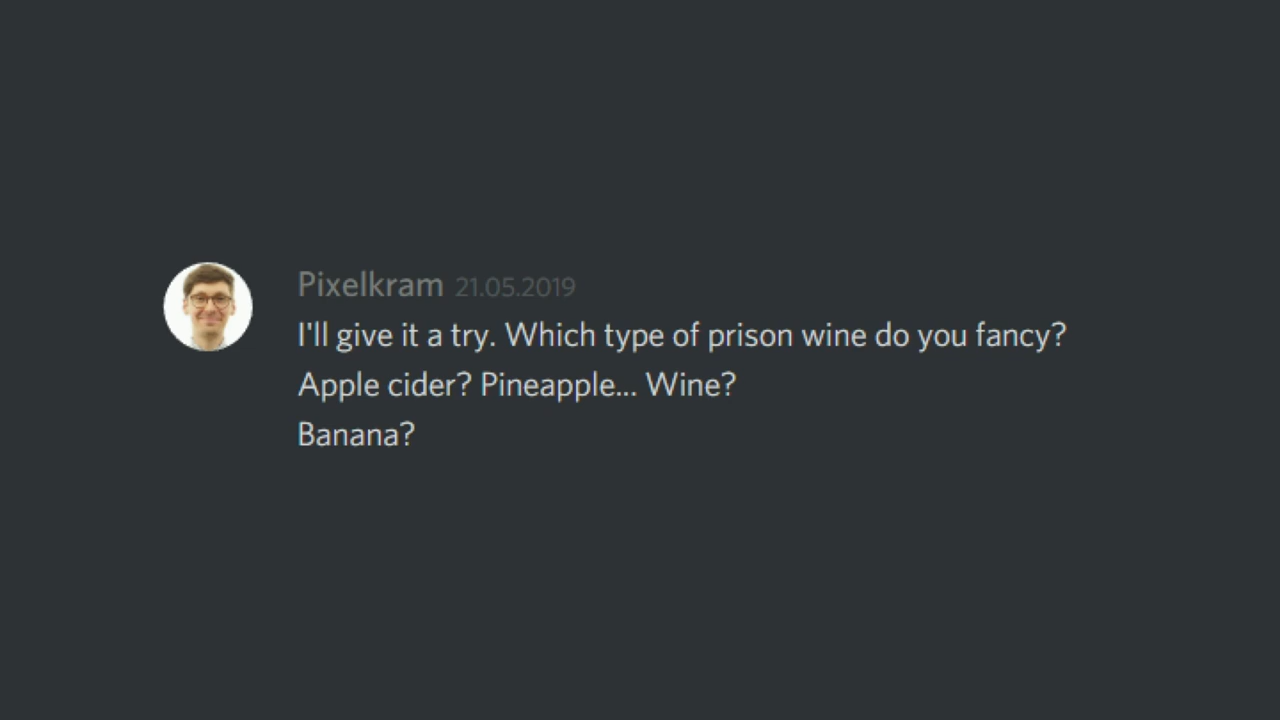 Pixelkram 21.05.2019
I'll give it a try. Which type of prison wine do you fancy?
Apple cider? Pineapple... Wine?
Banana?